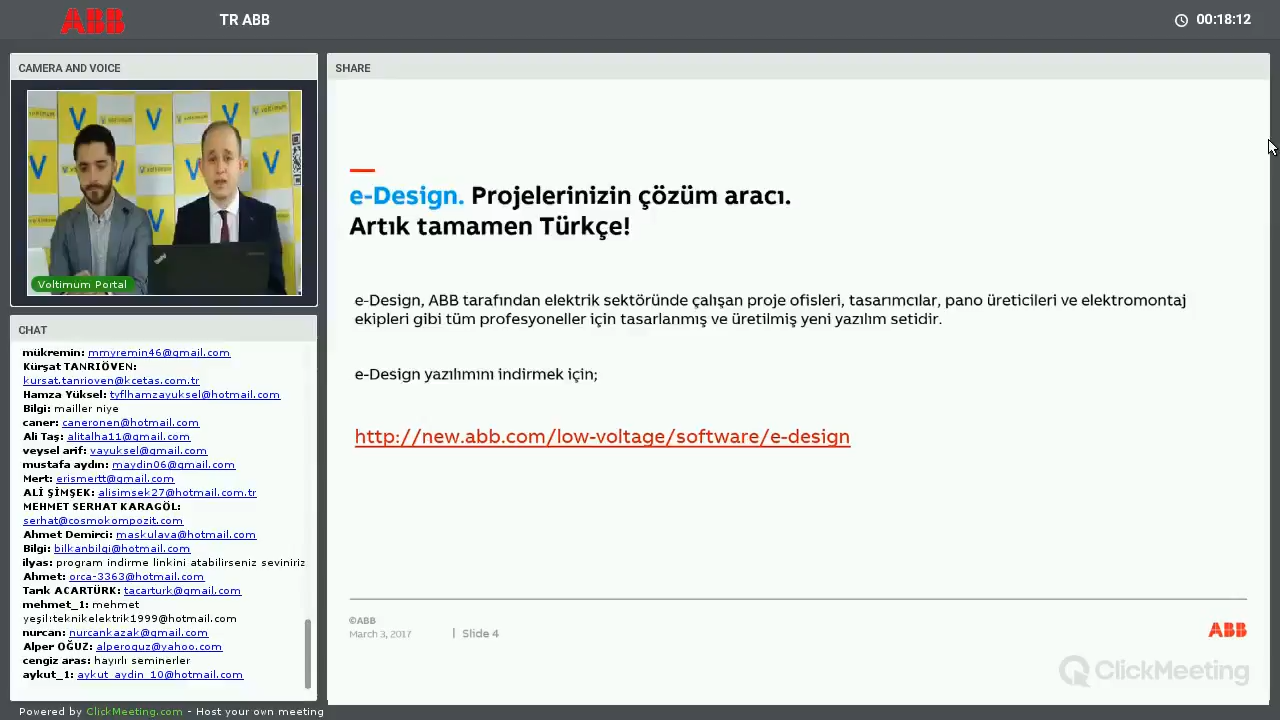 ABB
TR ABB
00:18:12
CAMERA AND VOICE
Voltimum Portal
CHAT
mükremin: mmyremin46@gmail.com
Kürşat TANRIÖVEN:
kursat.tanrioven@kcetas.com.tr
Hamza Yüksel: tyflhamzayuksel@hotmail.com
Bilgi: mailler niye
caner: caneronen@hotmail.com
Ali Taş: alitalha11@gmail.com
veysel arif: vayuksel@gmail.com
mustafa aydın: maydin06@gmail.com
Mert: erismertt@gmail.com
ALİ ŞİMŞEK: alisimsek27@hotmail.com.tr
MEHMET SERHAT KARAGÖL:
serhat@cosmokompozit.com
Ahmet Demirci: maskulava@hotmail.com
Bilgi: bilkanbilgi@hotmail.com
ilyas: program indirme linkini atabilirseniz seviniriz
Ahmet: orca-3363@hotmail.com
Tarık ACARTÜRK: tacarturk@gmail.com
mehmet_1: mehmet
yeşil:teknikelektrik1999@hotmail.com
nurcan: nurcankazak@gmail.com
Alper OĞUZ: alperoguz@yahoo.com
cengiz aras: hayırlı seminerler
aykut_1: aykut_aydin_10@hotmail.com
Powered by ClickMeeting.com - Host your own meeting
SHARE
e-Design. Projelerinizin çözüm aracı.
Artık tamamen Türkçe!
e-Design, ABB tarafından elektrik sektöründe çalışan proje ofisleri, tasarımcılar, pano üreticileri ve elektromontaj
ekipleri gibi tüm profesyoneller için tasarlanmış ve üretilmiş yeni yazılım setidir.
e-Design yazılımını indirmek için;
http://new.abb.com/low-voltage/software/e-design
©ABB
March 3, 2017 | Slide 4
ABB
ClickMeeting